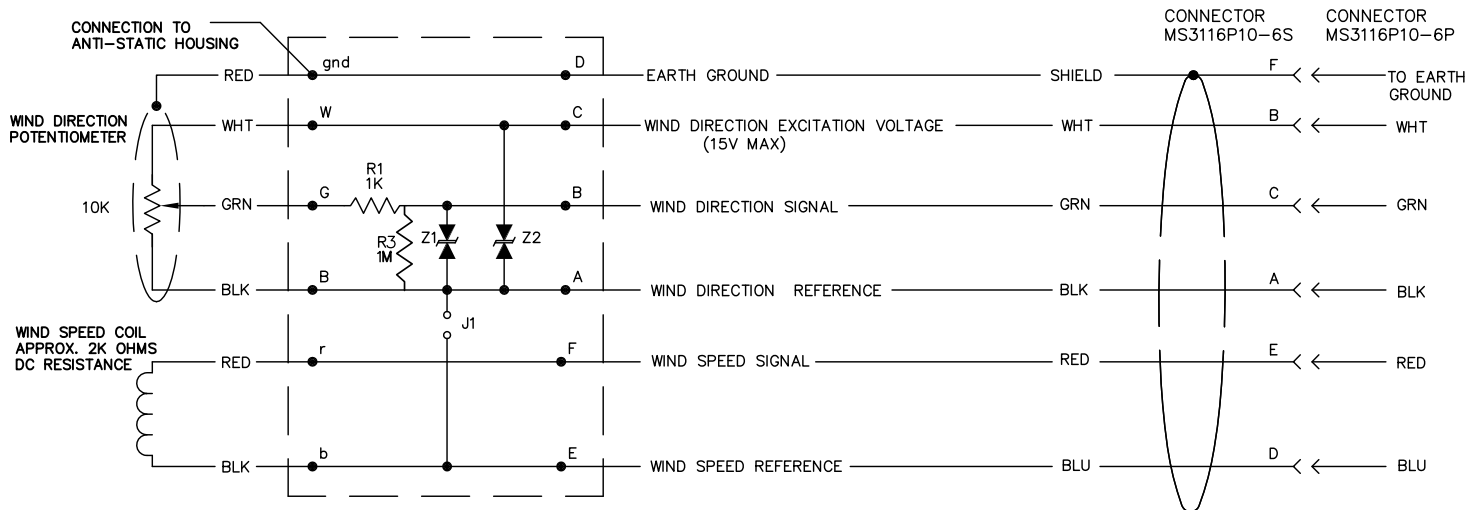 CONNECTION TO
ANTI-STATIC HOUSING
CONNECTOR
MS3116P10-6S
CONNECTOR
MS3116P10-6P
RED
gnd
D
EARTH GROUND
SHIELD
F
TO EARTH
GROUND
WIND DIRECTION
POTENTIOMETER
WHT
W
C
WIND DIRECTION EXCITATION VOLTAGE
(15V MAX)
WHT
B
WHT
10K
GRN
G
R1
1K
B
WIND DIRECTION SIGNAL
GRN
C
GRN
R3
1M
Z1
Z2
BLK
B
A
WIND DIRECTION REFERENCE
BLK
A
BLK
J1
WIND SPEED COIL
APPROX. 2K OHMS
DC RESISTANCE
RED
r
F
WIND SPEED SIGNAL
RED
E
RED
BLK
b
E
WIND SPEED REFERENCE
BLU
D
BLU